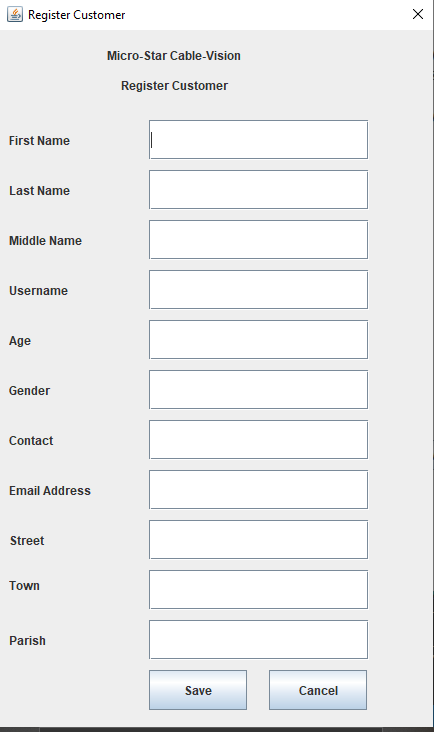 Register Customer
Micro-Star Cable-Vision
Register Customer
First Name
Last Name
Middle Name
Username
Age
Gender
Contact
Email Address
Street
Town
Parish
Save Cancel